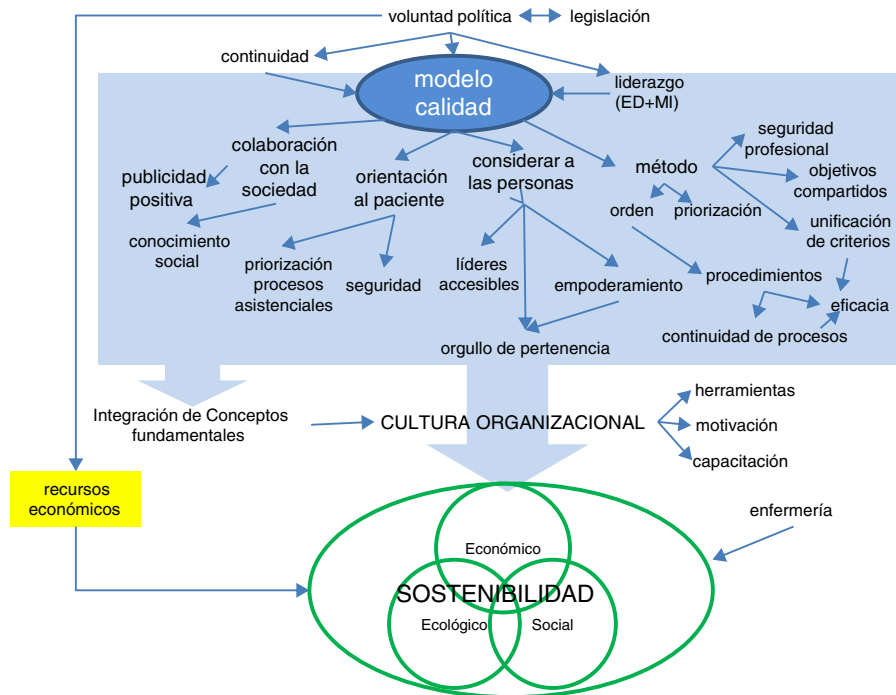 voluntad política
legislación
continuidad
modelo
calidad
liderazgo
(ED+MI)
colaboración
con la
sociedad
publicidad
positiva
conocimiento
social
orientación
al paciente
considerar a
las personas
método
seguridad
profesional
objetivos
compartidos
orden
priorización
unificación
de criterios
priorización
procesos
asistenciales
seguridad
líderes
accesibles
empoderamiento
procedimientos
eficacia
continuidad de procesos
orgullo de pertenencia
Integración de Conceptos
fundamentales
CULTURA ORGANIZACIONAL
herramientas
motivación
capacitación
recursos
económicos
enfermería
Económico
SOSTENIBILIDAD
Ecológico
Social